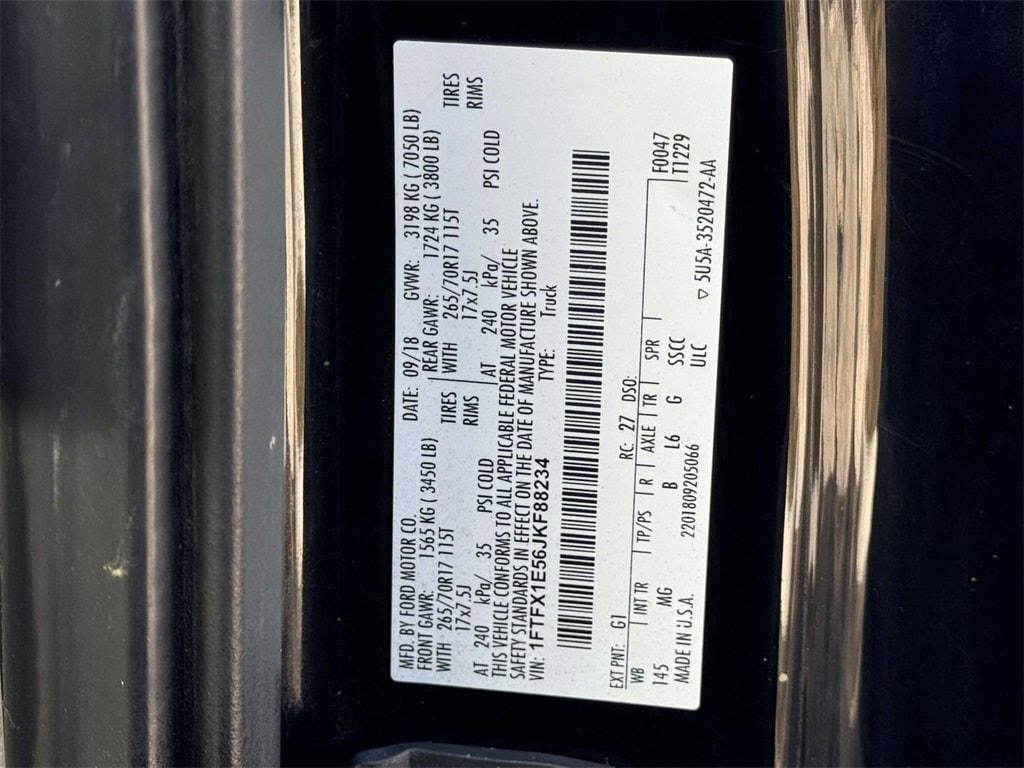 MFD. BY FORD MOTOR CO.
DATE: 09/18 GVWR: 3198 KG ( 7050 LB)
FRONT GAWR: 1565 KG ( 3450 LB)
REAR GAWR: 1724 KG ( 3800 LB)
WITH 265/70R17 115T TIRES
WITH 265/70R17 115T TIRES
17x7.5J RIMS
17x7.5J RIMS
AT 240 kPa/ 35 PSI COLD
AT 240 kPa/ 35 PSI COLD
THIS VEHICLE CONFORMS TO ALL APPLICABLE FEDERAL MOTOR VEHICLE
SAFETY STANDARDS IN EFFECT ON THE DATE OF MANUFACTURE SHOWN ABOVE.
VIN: 1FTFX1E56JKF88234 TYPE: Truck
EXT PNT: G1 RC: 27 DSO: F0047
WB INT TR TP/PS R AXLE TR SPR T1229
145 MG B L6 G SSCC
MADE IN U.S.A. 2201809205066 ULC ▽ 5U5A-3520472-AA